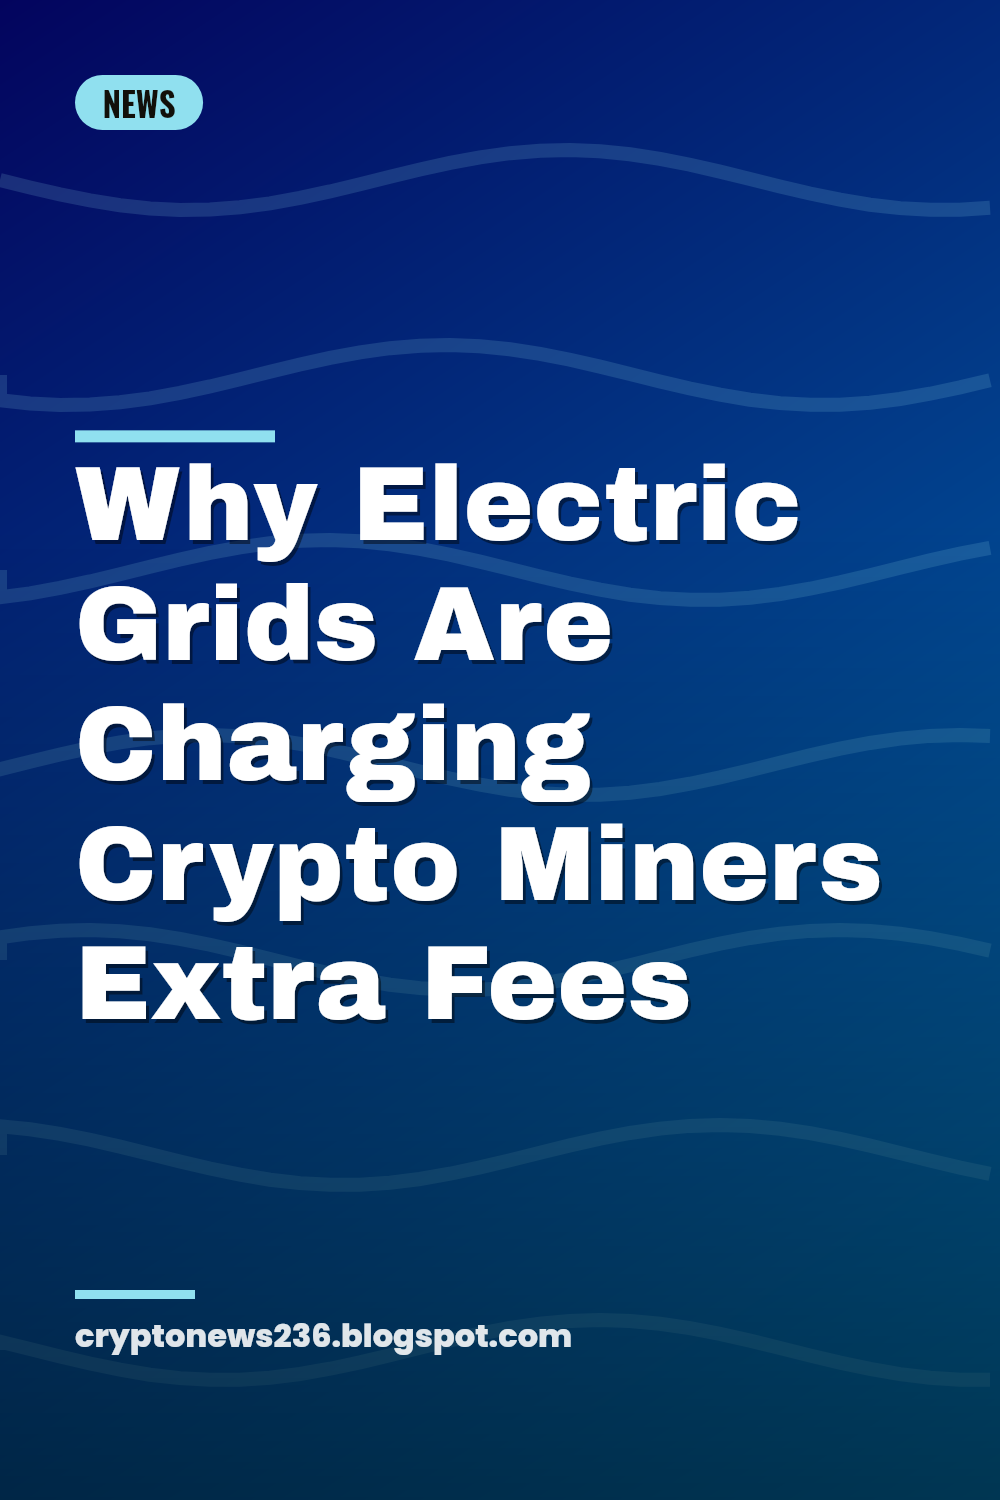 NEWS
Why Electric
Grids Are
Charging
Crypto Miners
Extra Fees
cryptonews236.blogspot.com